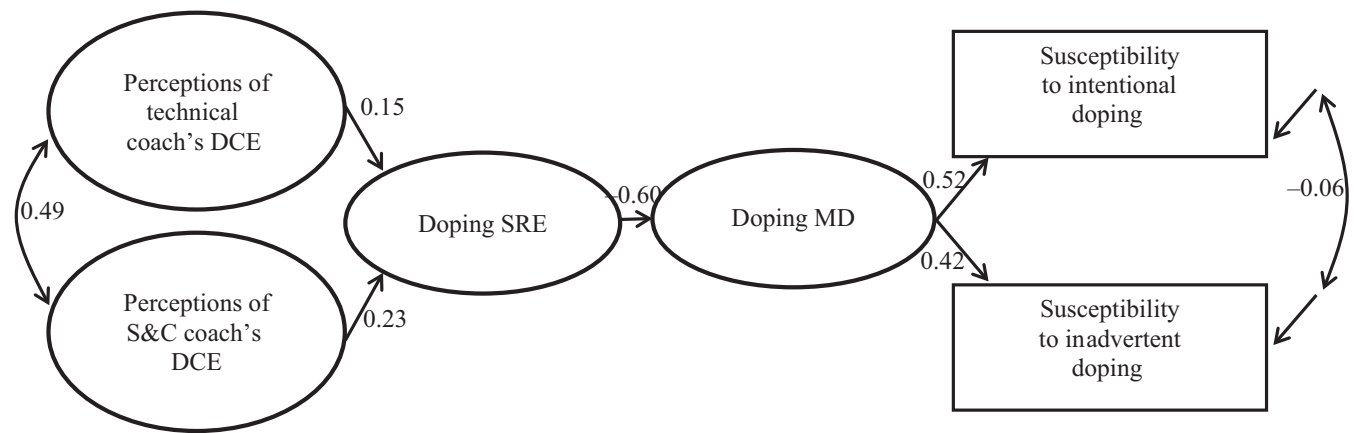 Perceptions of
technical
coach's DCE
0.15
0.49
Perceptions of
S&C coach's
DCE
0.23
Doping SRE
–0.60
Doping MD
0.52
0.42
Susceptibility
to intentional
doping
–0.06
Susceptibility
to inadvertent
doping